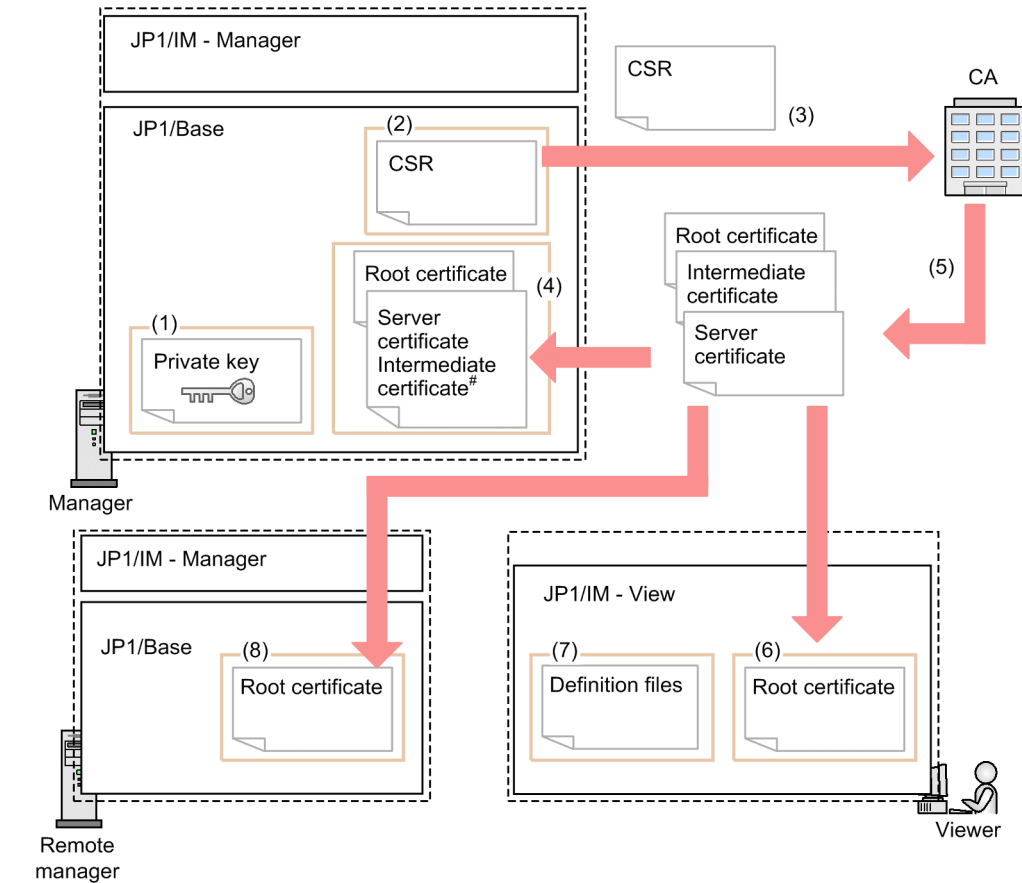 JP1/IM - Manager
JP1/Base
(2)
CSR
CSR
(3)
CA
Root certificate
(4)
Server
certificate
Intermediate
certificate#
(1)
Private key
Root certificate
Intermediate
certificate
Server
certificate
(5)
Manager
JP1/IM - Manager
JP1/Base
(8)
Root certificate
Remote
manager
JP1/IM - View
(7)
Definition files
(6)
Root certificate
Viewer